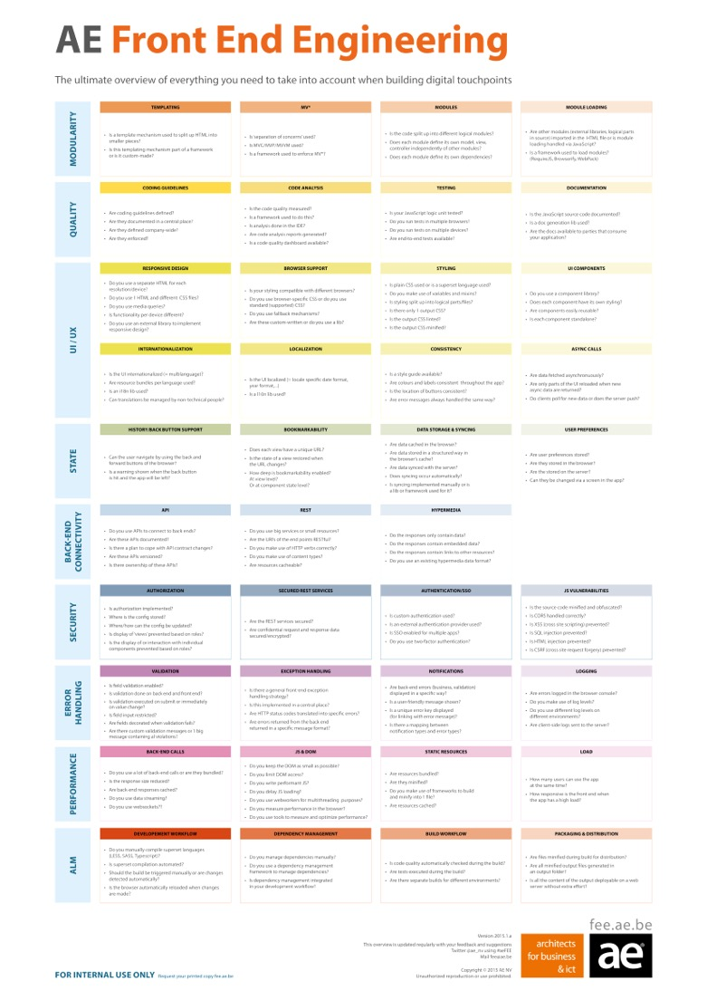 AE Front End Engineering
The ultimate overview of everything you need to take into account when building digital touchpoints
MODULARITY
TEMPLATING
• Is a template mechanism used to split up HTML into
smaller pieces?
• Is this templating mechanism part of a framework
or is it custom made?
MV*
• Is 'separation of concerns' used?
• Is MVC/MVP/MVVM used?
• Is a framework used to enforce MV*?
MODULES
• Is the code split up into different logical modules?
• Does each module define its own model, view,
controller independently of other modules?
• Does each module define its own dependencies?
MODULE LOADING
• Are other modules (external libraries, logical parts
in source) imported in the HTML file or is module
loading handled via JavaScript?
• Is a framework used to load modules?
(RequireJS, Browserify, WebPack)
QUALITY
CODING GUIDELINES
• Are coding guidelines defined?
• Are they documented in a central place?
• Are they defined company-wide?
• Are they enforced?
CODE ANALYSIS
• Is the code quality measured?
• Is a framework used to do this?
• Is analysis done in the IDE?
• Are code analysis reports generated?
• Is a code quality dashboard available?
TESTING
• Is your JavaScript logic unit tested?
• Do you run tests in multiple browsers?
• Do you run tests on multiple devices?
• Are end-to-end tests available?
DOCUMENTATION
• Is the JavaScript source code documented?
• Is a doc generation lib used?
• Are the docs available to parties that consume
your application?
UI / UX
RESPONSIVE DESIGN
• Do you use a separate HTML for each
resolution/device?
• Do you use 1 HTML and different CSS files?
• Do you use media queries?
• Is functionality per device different?
• Do you use an external library to implement
responsive design?
BROWSER SUPPORT
• Is your styling compatible with different browsers?
• Do you use browser specific CSS or do you use
standard (supported) CSS?
• Do you use fallback mechanisms?
• Are these custom-written or do you use a lib?
STYLING
• Is plain CSS used or is a superset language used?
• Do you make use of variables and mixins?
• Is styling split up into logical parts/files?
• Is there only 1 output CSS?
• Is the output CSS linted?
• Is the output CSS minified?
UI COMPONENTS
• Do you use a component library?
• Does each component have its own styling?
• Are components easily reusable?
• Is each component standalone?
INTERNATIONALIZATION
• Is the UI internationalized (= multi language)?
• Are resource bundles per language used?
• Is an i18n lib used?
• Can translations be managed by non-technical people?
LOCALIZATION
• Is the UI localized (= locale specific date format,
year format,...)
• Is a l10n lib used?
CONSISTENCY
• Is a style guide available?
• Are colours and labels consistent throughout the app?
• Is the location of buttons consistent?
• Are error messages always handled the same way?
ASYNC CALLS
• Are data fetched asynchronously?
• Are only parts of the UI reloaded when new
async data are returned?
• Do clients poll for new data or does the server push?
STATE
HISTORY/BACK BUTTON SUPPORT
• Can the user navigate by using the back and
forward buttons of the browser?
• Is a warning shown when the back button
is hit and the app will be left?
BOOKMARKABILITY
• Does each view have a unique URL?
• Is the state of a view restored when
the URL changes?
• How deep is bookmarkability enabled?
At view level?
Or at component state level?
DATA STORAGE & SYNCING
• Are data cached in the browser?
• Are data stored in a structured way in
the browser's cache?
• Are data synced with the server?
• Does syncing occur automatically?
• Is syncing implemented manually or is
a lib or framework used for it?
USER PREFERENCES
• Are user preferences stored?
• Are they stored in the browser?
• Are the stored on the server?
• Can they be changed via a screen in the app?
BACK-END
CONNECTIVITY
API
• Do you use APIs to connect to back ends?
• Are these APIs documented?
• Is there a plan to cope with API contract changes?
• Are these APIs versioned?
• Is there ownership of these APIs?
REST
• Do you use big services or small resources?
• Are the URI's of the end points RESTful?
• Do you make use of HTTP verbs correctly?
• Do you make use of content types?
• Are resources cacheable?
HYPERMEDIA
• Do the responses only contain data?
• Do the responses contain embedded data?
• Do the responses contain links to other resources?
• Do you use an existing hypermedia data format?
SECURITY
AUTHORIZATION
• Is authorization implemented?
• Where is the config stored?
• Where/how can the config be updated?
• Is display of 'views' prevented based on roles?
• Is the display of or interaction with individual
components prevented based on roles?
SECURED REST SERVICES
• Are the REST services secured?
• Are confidential request and response data
secured/encrypted?
AUTHENTICATION/SSO
• Is custom authentication used?
• Is an external authentication provider used?
• Is SSO enabled for multiple apps?
• Do you use two-factor authentication?
JS VULNERABILITIES
• Is the source code minified and obfuscated?
• Is CORS handled correctly?
• Is XSS (cross site scripting) prevented?
• Is SQL injection prevented?
• Is HTML injection prevented?
• Is CSRF (cross site request forgery) prevented?
ERROR
HANDLING
VALIDATION
• Is field validation enabled?
• Is validation done on back-end and front end?
• Is validation executed on submit or immediately
on value change?
• Is field input restricted?
• Are fields decorated when validation fails?
• Are there custom validation messages or 1 big
message containing al violations?
EXCEPTION HANDLING
• Is there a general front-end exception
handling strategy?
• Is this implemented in a central place?
• Are HTTP status codes translated into specific errors?
• Are errors returned from the back-end
returned in a specific message format?
NOTIFICATIONS
• Are back-end errors (business, validation)
displayed in a specific way?
• Is a user-friendly message shown?
• Is a unique error key displayed
(for linking with error message)?
• Is there a mapping between
notification types and error types?
LOGGING
• Are errors logged in the browser console?
• Do you make use of log levels?
• Do you use different log levels on
different environments?
• Are client-side logs sent to the server?
PERFORMANCE
BACK-END CALLS
• Do you use a lot of back-end calls or are they bundled?
• Is the response size reduced?
• Are back-end responses cached?
• Do you use data streaming?
• Do you use websockets?!
JS & DOM
• Do you keep the DOM as small as possible?
• Do you limit DOM access?
• Do you write performant JS?
• Do you delay JS loading?
• Do you use webworkers for multithreading purposes?
• Do you measure performance in the browser?
• Do you use tools to measure and optimize performance?
STATIC RESOURCES
• Are resources bundled?
• Are they minified?
• Do you make use of frameworks to build
and minify into 1 file?
• Are resources cached?
LOAD
• How many users can use the app
at the same time?
• How responsive is the front end when
the app has a high load?
ALM
DEVELOPEMENT WORKFLOW
• Do you manually compile superset languages
(LESS, SASS, Typescript)?
• Is superset compilation automated?
• Should the build be triggered manually or are changes
detected automatically?
• Is the browser automatically reloaded when changes
are made?
DEPENDENCY MANAGEMENT
• Do you manage dependencies manually?
• Do you use a dependency management
framework to manage dependencies?
• Is dependency management integrated
in your development workflow?
BUILD WORKFLOW
• Is code quality automatically checked during the build?
• Are tests executed during the build?
• Are there separate builds for different environments?
PACKAGING & DISTRIBUTION
• Are files minified during build for distribution?
• Are all minified output files generated in
an output folder?
• Is all the content of the output deployable on a web
server without extra effort?
fee.ae.be
Version 2015.1.a
This overview is updated regularly with your feedback and suggestions
Twitter @ae_nv using #aeFEE
Mail fee@ae.be
Copyright © 2015 AE NV
Unauthorized reproduction or use prohibited.
architects
for business
& ict
ae
FOR INTERNAL USE ONLY Request your printed copy fee.ae.be